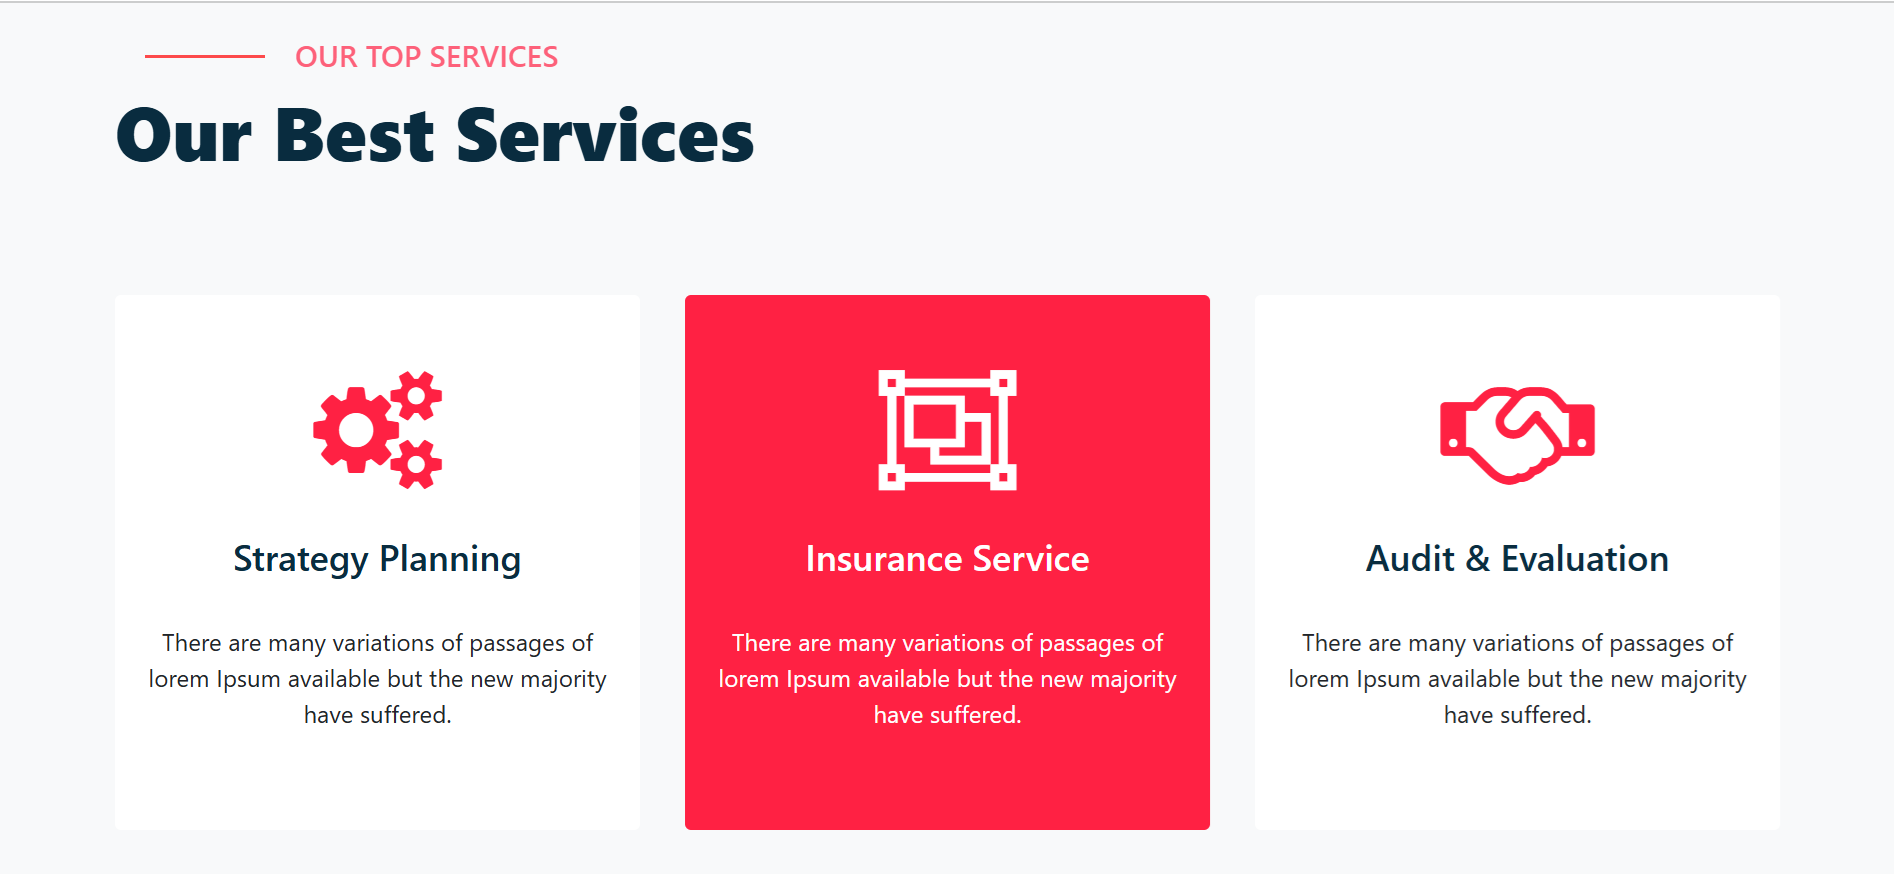 OUR TOP SERVICES
Our Best Services
Strategy Planning
There are many variations of passages of
lorem Ipsum available but the new majority
have suffered.
Insurance Service
There are many variations of passages of
lorem Ipsum available but the new majority
have suffered.
Audit & Evaluation
There are many variations of passages of
lorem Ipsum available but the new majority
have suffered.